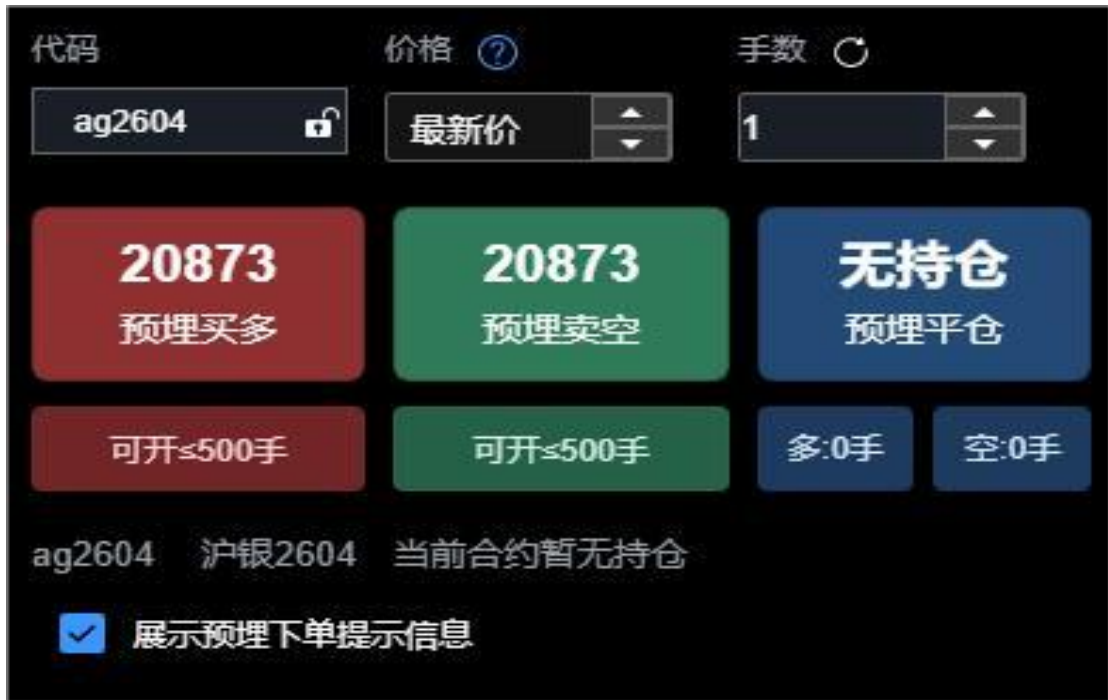 代码 价格 ? 手数
ag2604 最新价 1
20873 20873 无持仓
预埋买多 预埋卖空 预埋平仓
可开≤500手 可开≤500手 多:0手 空:0手
ag2604 沪银2604 当前合约暂无持仓
展示预埋下单提示信息